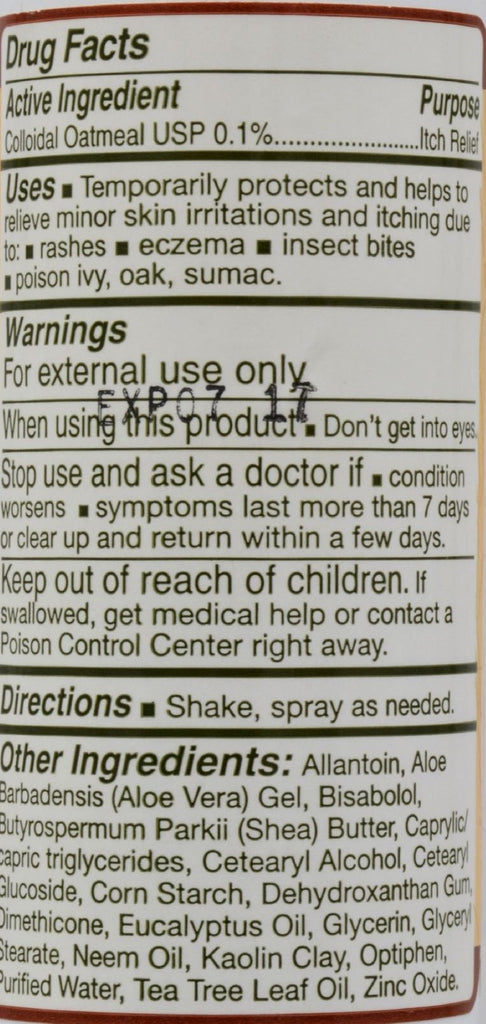 Drug Facts
Active Ingredient Purpose
Colloidal Oatmeal USP 0.1%........................Itch Relief
Uses ■ Temporarily protects and helps to
relieve minor skin irritations and itching due
to: ■ rashes ■ eczema ■ insect bites
■ poison ivy, oak, sumac.
Warnings
For external use only
EXP07 17
When using this product ■ Don't get into eyes.
Stop use and ask a doctor if ■ condition
worsens ■ symptoms last more than 7 days
or clear up and return within a few days.
Keep out of reach of children. If
swallowed, get medical help or contact a
Poison Control Center right away.
Directions ■ Shake, spray as needed.
Other Ingredients: Allantoin, Aloe
Barbadensis (Aloe Vera) Gel, Bisabolol,
Butyrospermum Parkii (Shea) Butter, Caprylic/
capric triglycerides, Cetearyl Alcohol, Cetearyl
Glucoside, Corn Starch, Dehydroxanthan Gum,
Dimethicone, Eucalyptus Oil, Glycerin, Glyceryl
Stearate, Neem Oil, Kaolin Clay, Optiphen,
Purified Water, Tea Tree Leaf Oil, Zinc Oxide.